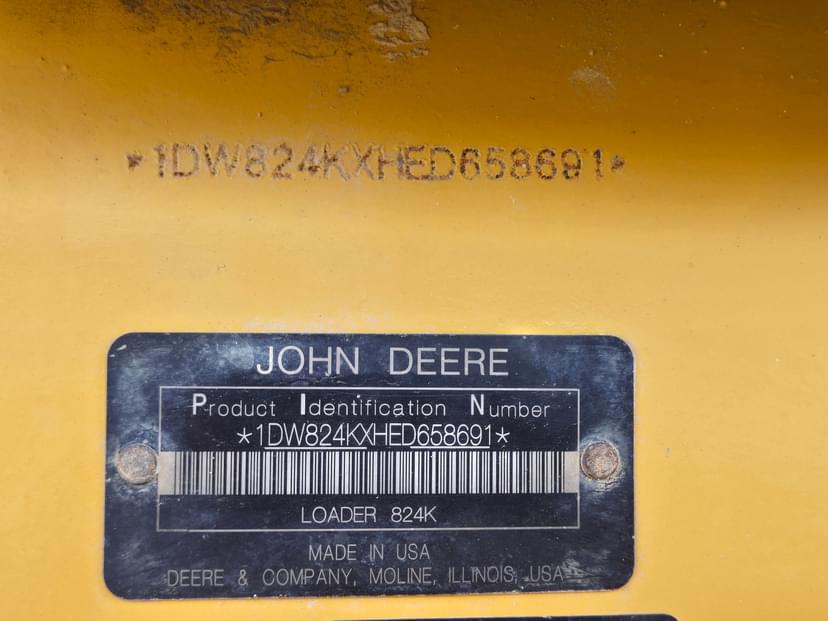 *1DW824KXHED658691*
JOHN DEERE
Product Identification Number
*1DW824KXHED658691*
LOADER 824K
MADE IN USA
DEERE & COMPANY, MOLINE, ILLINOIS, USA